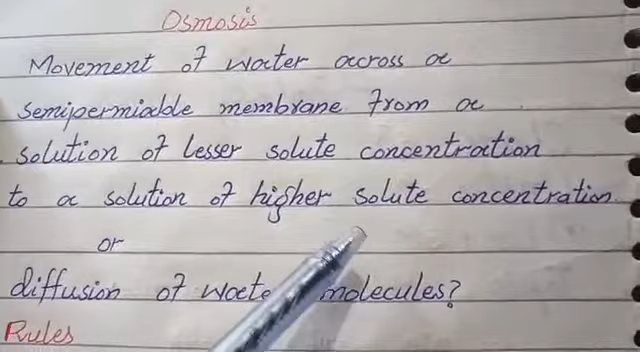 Osmosis
Movement of water across a
semipermiable membrane from a
solution of lesser solute concentration
to a solution of higher solute concentration
or
diffusion of wate molecules?
Rules